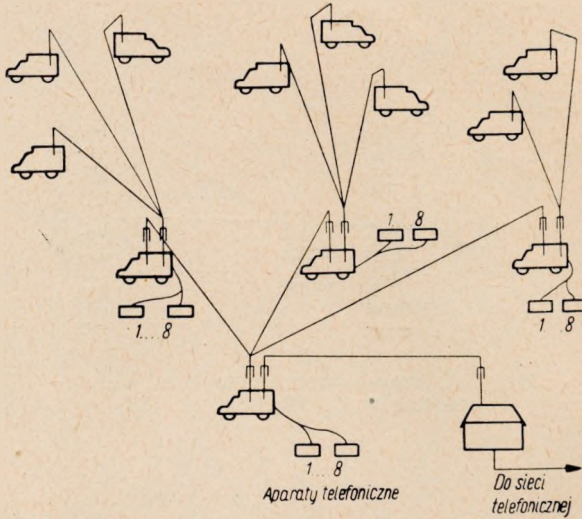 1. 8
1....8
1 8
1 ... 8
Aparaty telefoniczne
Do sieci
telefonicznej